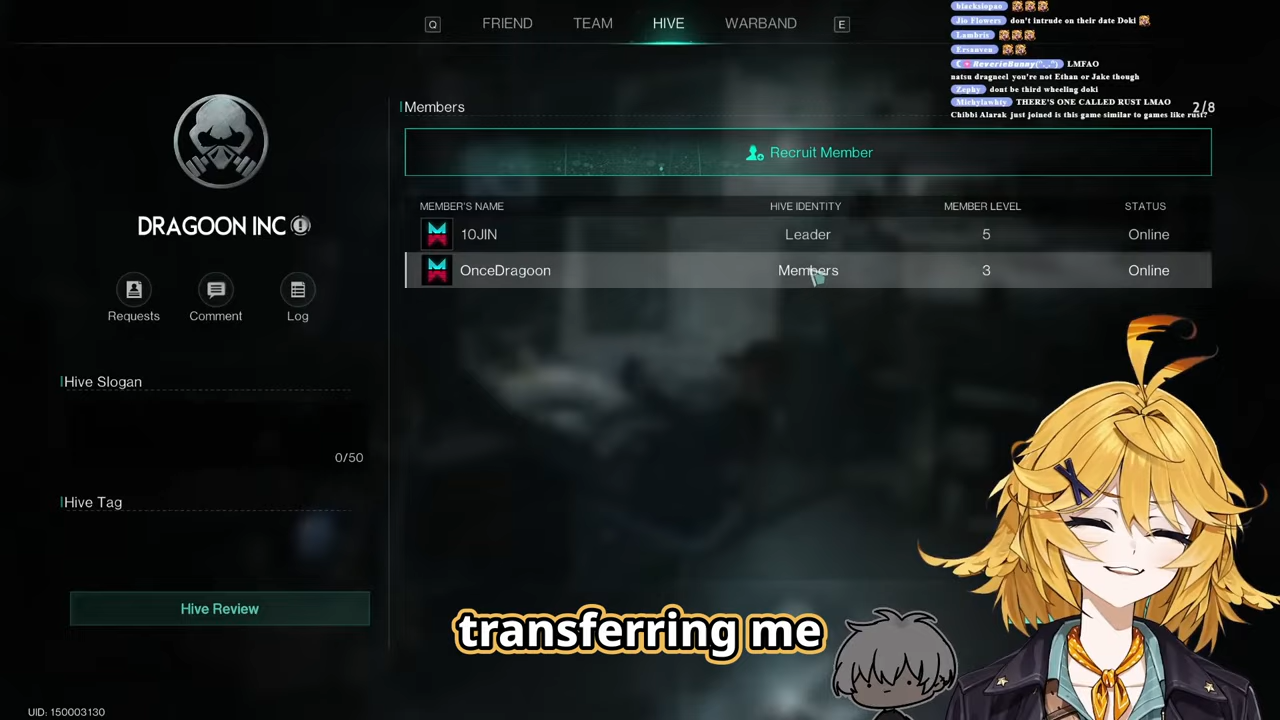 Q
FRIEND
TEAM
HIVE
WARBAND
E
blacksiopao
Jio Flowers don't intrude on their date Doki
Lambris
Ersanven
ReverieBunny LMFAO
natsu dragneel you're not Ethan or Jake though
Zephy dont be third wheeling doki
Michyiawhiy THERE'S ONE CALLED RUST LMAO
Chibbi Alarak just joined is this game similar to games like rust?
Members
2/8
Recruit Member
MEMBER'S NAME
HIVE IDENTITY
MEMBER LEVEL
STATUS
10JIN
Leader
5
Online
OnceDragoon
Members
3
Online
DRAGOON INC
Requests
Comment
Log
Hive Slogan
0/50
Hive Tag
Hive Review
transferring me
UID: 150003130